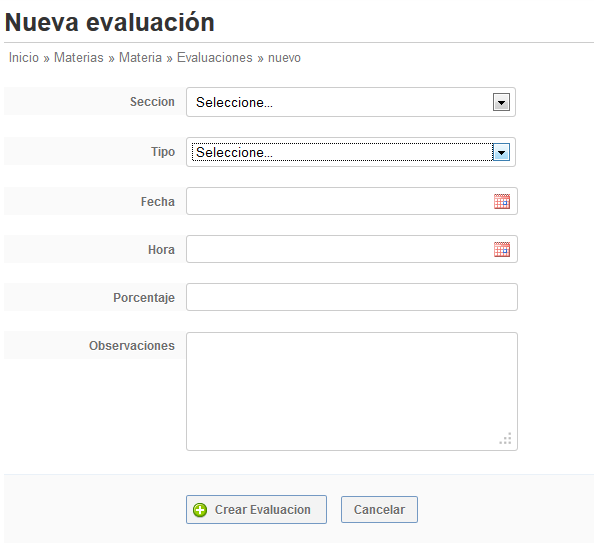 Nueva evaluación
Inicio » Materias » Materia » Evaluaciones » nuevo
Seccion Seleccione...
Tipo Seleccione...
Fecha
Hora
Porcentaje
Observaciones
Crear Evaluacion Cancelar